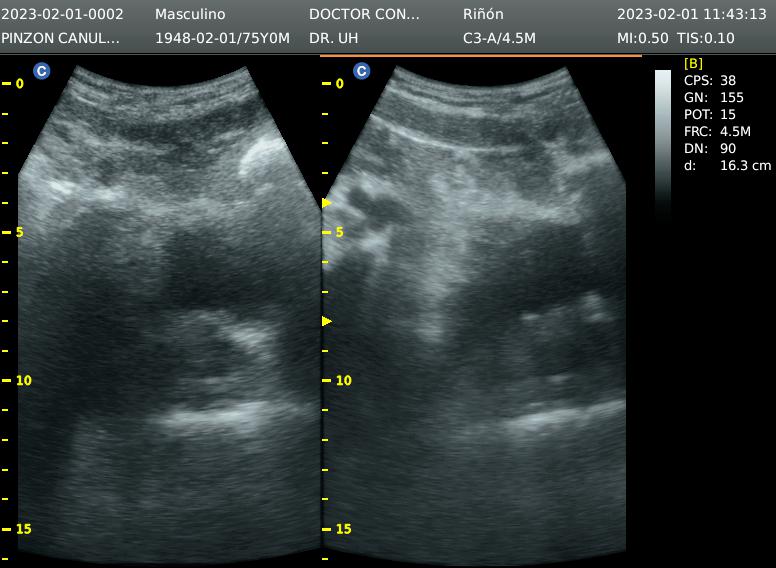 2023-02-01-0002 Masculino DOCTOR CON... Riñón 2023-02-01 11:43:13
PINZON CANUL... 1948-02-01/75Y0M DR. UH C3-A/4.5M MI:0.50 TIS:0.10
C C [B]
0 0 CPS: 38
GN: 155
POT: 15
FRC: 4.5M
DN: 90
d: 16.3 cm
5 5
10 10
15 15